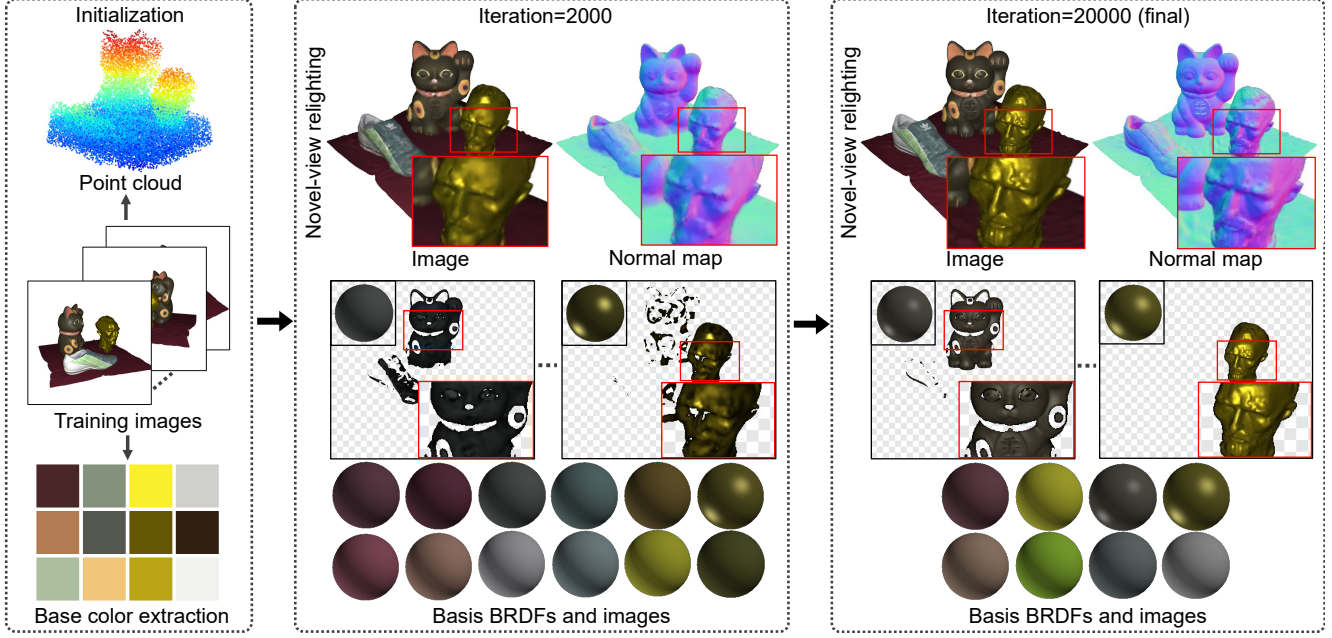 Initialization
Point cloud
Training images
Base color extraction
Iteration=2000
Novel-view relighting
Image
Normal map
Basis BRDFs and images
Iteration=20000 (final)
Novel-view relighting
Image
Normal map
Basis BRDFs and images